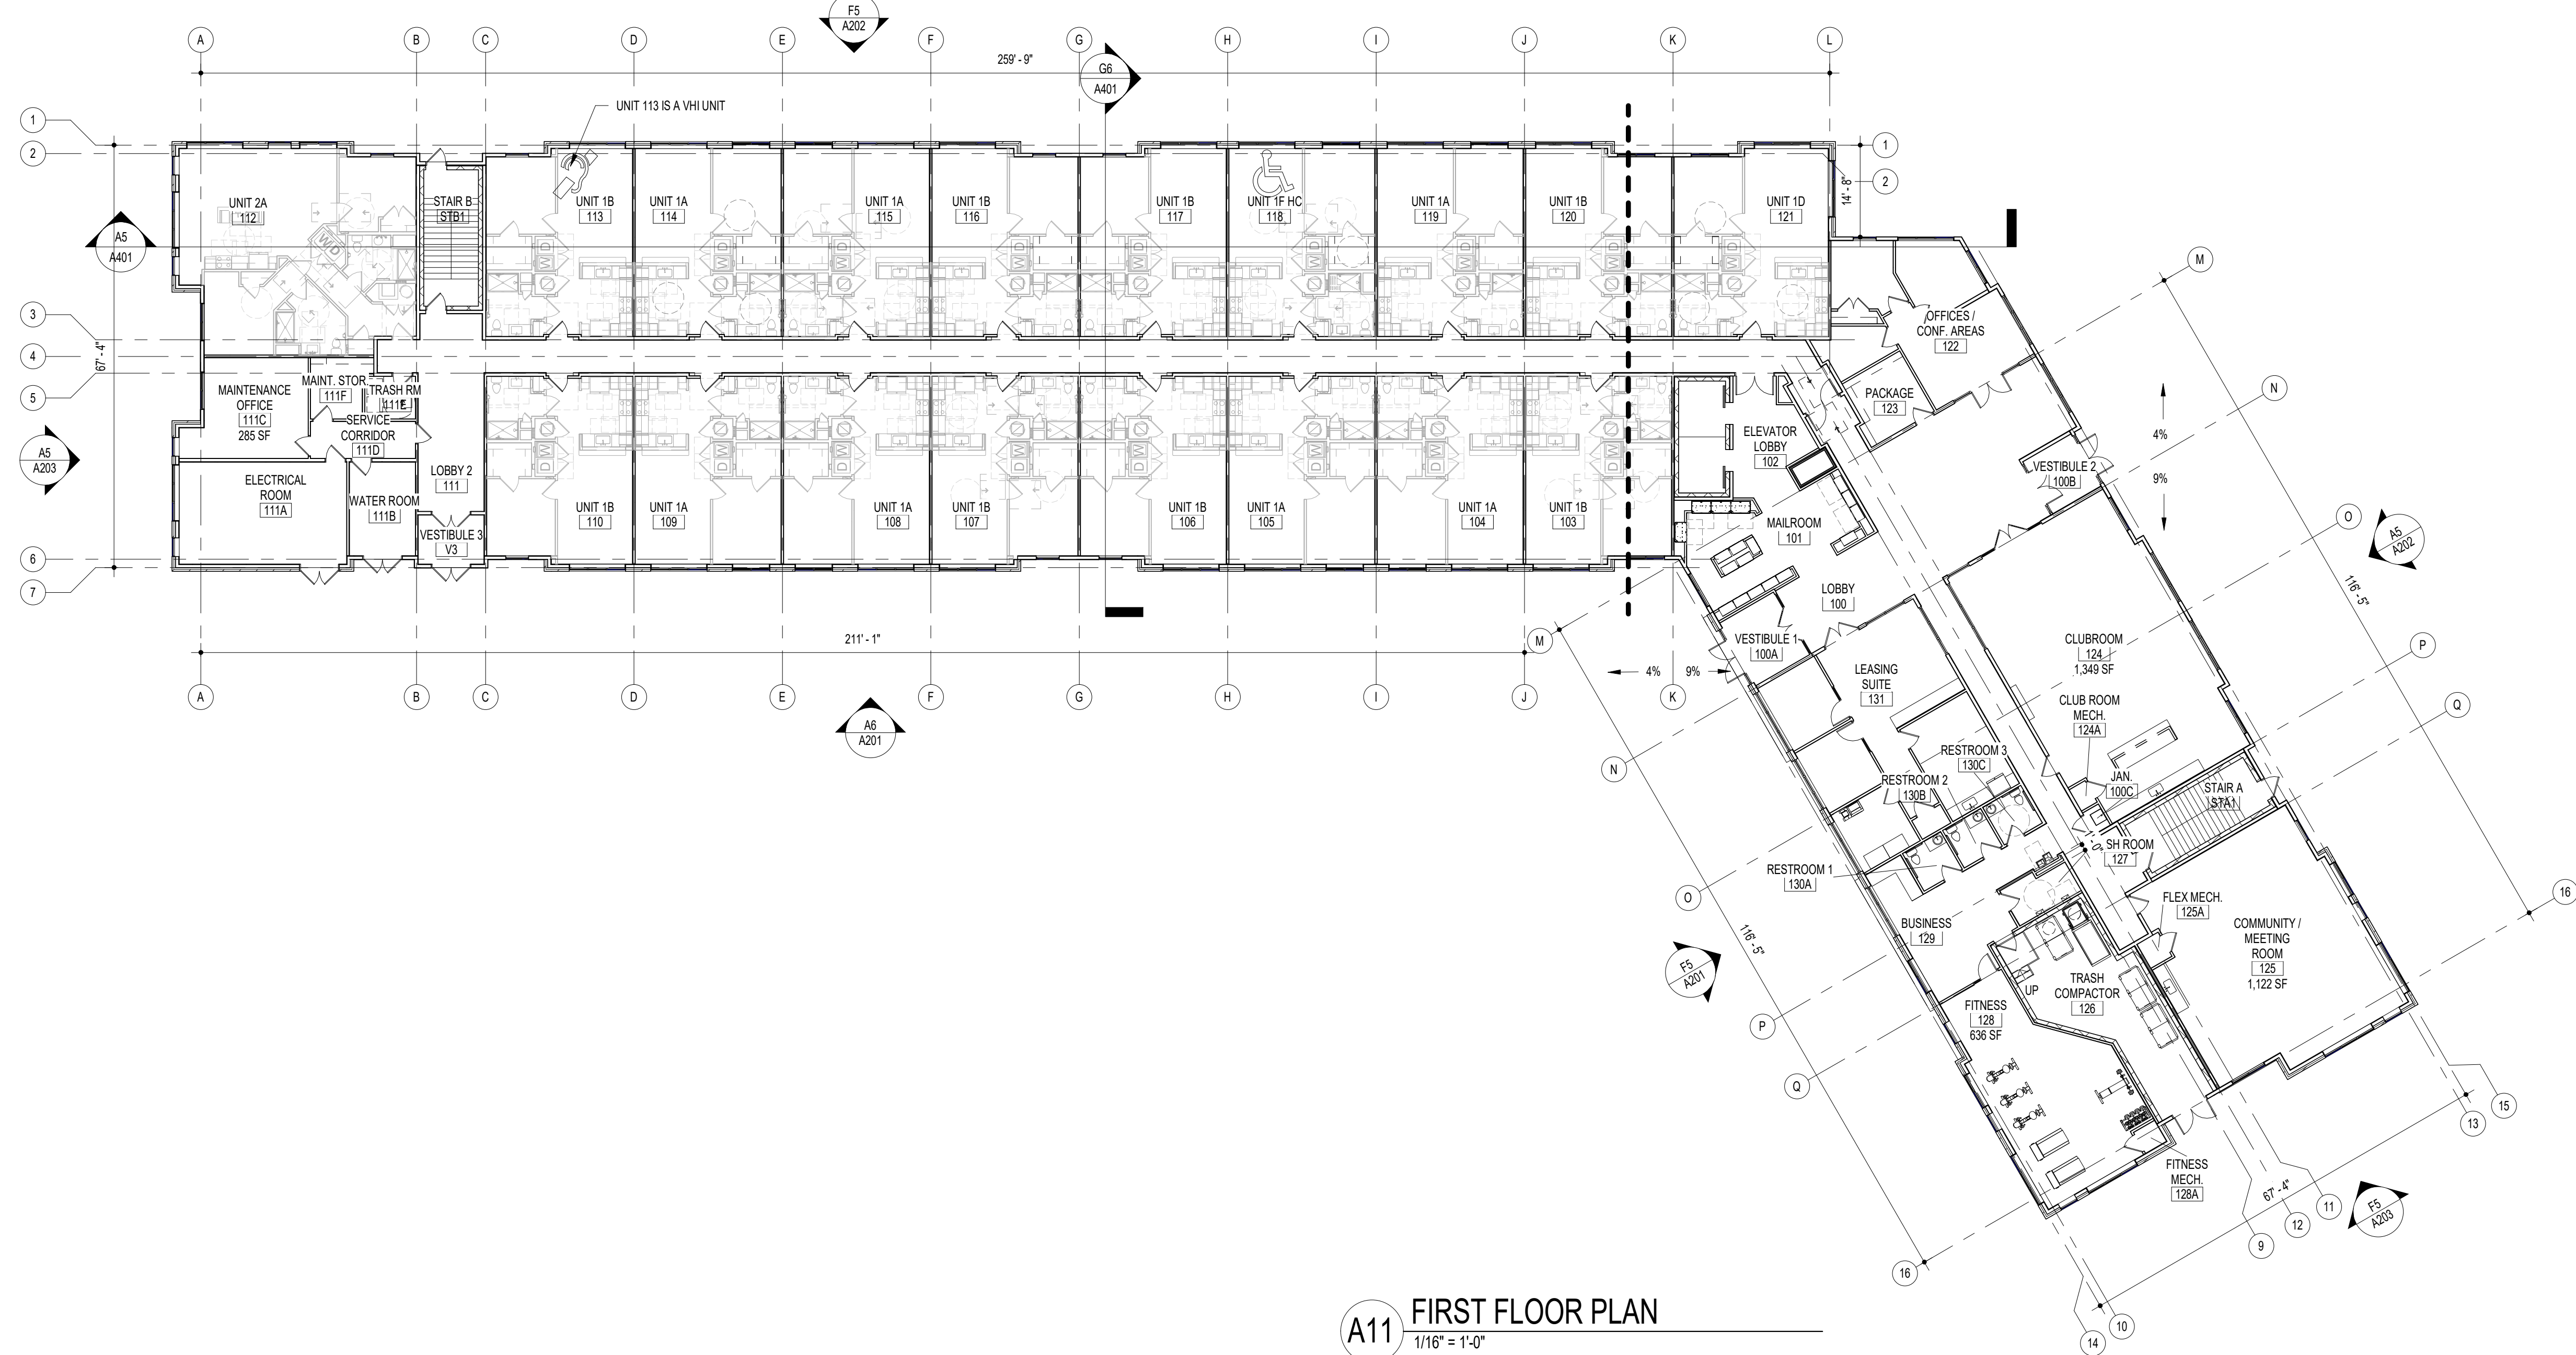 F5
A202
A
B
C
D
E
F
G
H
I
J
K
L
259' - 9"
G6
A401
UNIT 113 IS A VHI UNIT
1
2
3
4
5
6
7
67' - 4"
A5
A401
A5
A203
1
2
14' - 8"
UNIT 2A
112
WD
STAIR B
STB1
UNIT 1B
113
UNIT 1A
114
UNIT 1A
115
UNIT 1B
116
UNIT 1B
117
UNIT 1F HC
118
UNIT 1A
119
UNIT 1B
120
UNIT 1D
121
OFFICES /
CONF. AREAS
122
PACKAGE
123
MAINTENANCE
OFFICE
111C
285 SF
MAINT. STOR.
111F
TRASH RM
111E
SERVICE
CORRIDOR
111D
ELECTRICAL
ROOM
111A
WATER ROOM
111B
LOBBY 2
111
VESTIBULE 3
V3
UNIT 1B
110
UNIT 1A
109
UNIT 1A
108
UNIT 1B
107
UNIT 1B
106
UNIT 1A
105
UNIT 1A
104
UNIT 1B
103
ELEVATOR
LOBBY
102
MAILROOM
101
LOBBY
100
VESTIBULE 1
100A
VESTIBULE 2
100B
4%
9%
M
N
O
P
Q
16
A5
A202
116' - 5"
211' - 1"
A
B
C
D
E
F
G
H
I
J
K
A6
A201
4%
9%
LEASING
SUITE
131
CLUBROOM
124
1,349 SF
CLUB ROOM
MECH.
124A
JAN.
100C
STAIR A
STA1
RESTROOM 3
130C
RESTROOM 2
130B
RESTROOM 1
130A
SH ROOM
127
FLEX MECH.
125A
COMMUNITY /
MEETING
ROOM
125
1,122 SF
BUSINESS
129
TRASH
COMPACTOR
126
UP
FITNESS
128
636 SF
FITNESS
MECH.
128A
M
N
O
P
Q
16
116' - 5"
F5
A201
67' - 4"
F5
A203
15
13
11
12
9
10
14
A11
FIRST FLOOR PLAN
1/16" = 1'-0"